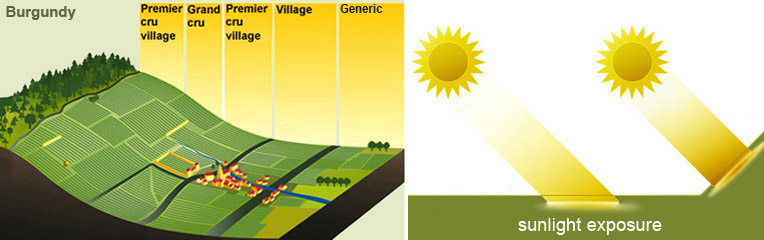 Burgundy
Premier
cru
village
Grand
cru
Premier
cru
village
Village
Generic
sunlight exposure